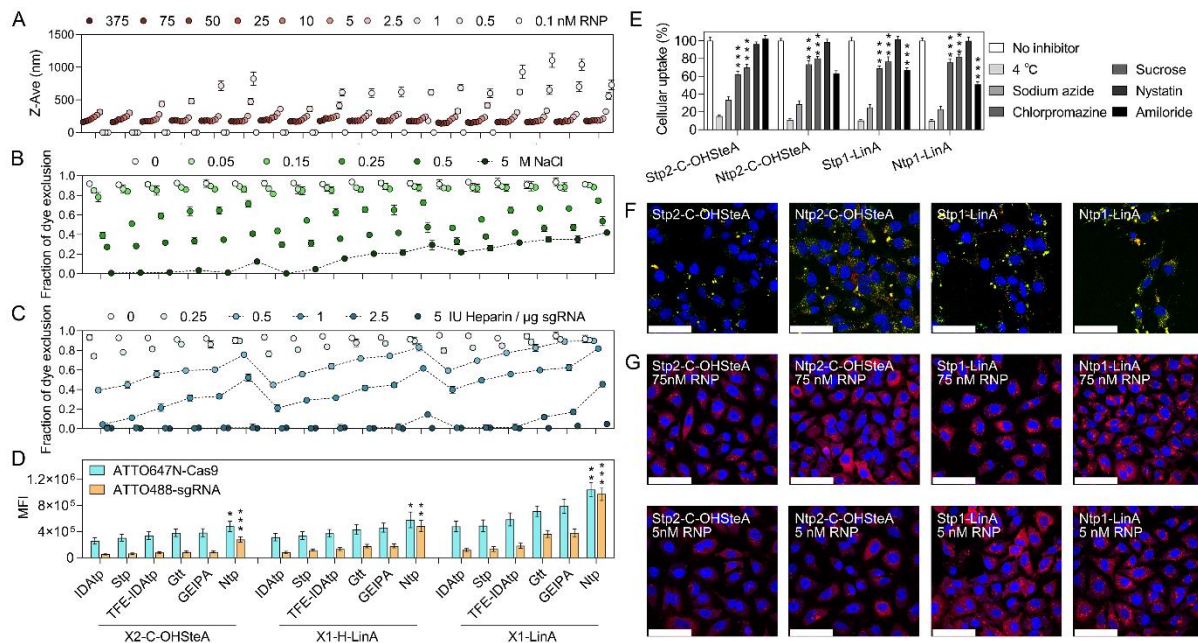 A
375 75 50 25 10 5 2.5 1 0.5 0.1 nM RNP
Z-Ave (nm)
1500
1000
500
0
B
0 0.05 0.15 0.25 0.5 5 M NaCl
Fraction of dye exclusion
1.0
0.8
0.6
0.4
0.2
0.0
C
0 0.25 0.5 1 2.5 5 IU Heparin / µg sgRNA
Fraction of dye exclusion
1.0
0.8
0.6
0.4
0.2
0.0
D
ATTO647N-Cas9
ATTO488-sgRNA
MFI
1.2×10⁶
8×10⁵
4×10⁵
0
* *** * ** ** ***
IDAtp Stp TFE-IDAtp Gtt GEIPA Ntp IDAtp Stp TFE-IDAtp Gtt GEIPA Ntp IDAtp Stp TFE-IDAtp Gtt GEIPA Ntp
X2-C-OHSteA X1-H-LinA X1-LinA
E
Cellular uptake (%)
100
80
60
40
20
0
*** *** *** *** *** *** *** *** *** ***
Stp2-C-OHSteA Ntp2-C-OHSteA Stp1-LinA Ntp1-LinA
No inhibitor
4 °C
Sodium azide
Chlorpromazine
Sucrose
Nystatin
Amiloride
F
Stp2-C-OHSteA
Ntp2-C-OHSteA
Stp1-LinA
Ntp1-LinA
G
Stp2-C-OHSteA
75nM RNP
Ntp2-C-OHSteA
75 nM RNP
Stp1-LinA
75 nM RNP
Ntp1-LinA
75 nM RNP
Stp2-C-OHSteA
5nM RNP
Ntp2-C-OHSteA
5 nM RNP
Stp1-LinA
5 nM RNP
Ntp1-LinA
5 nM RNP